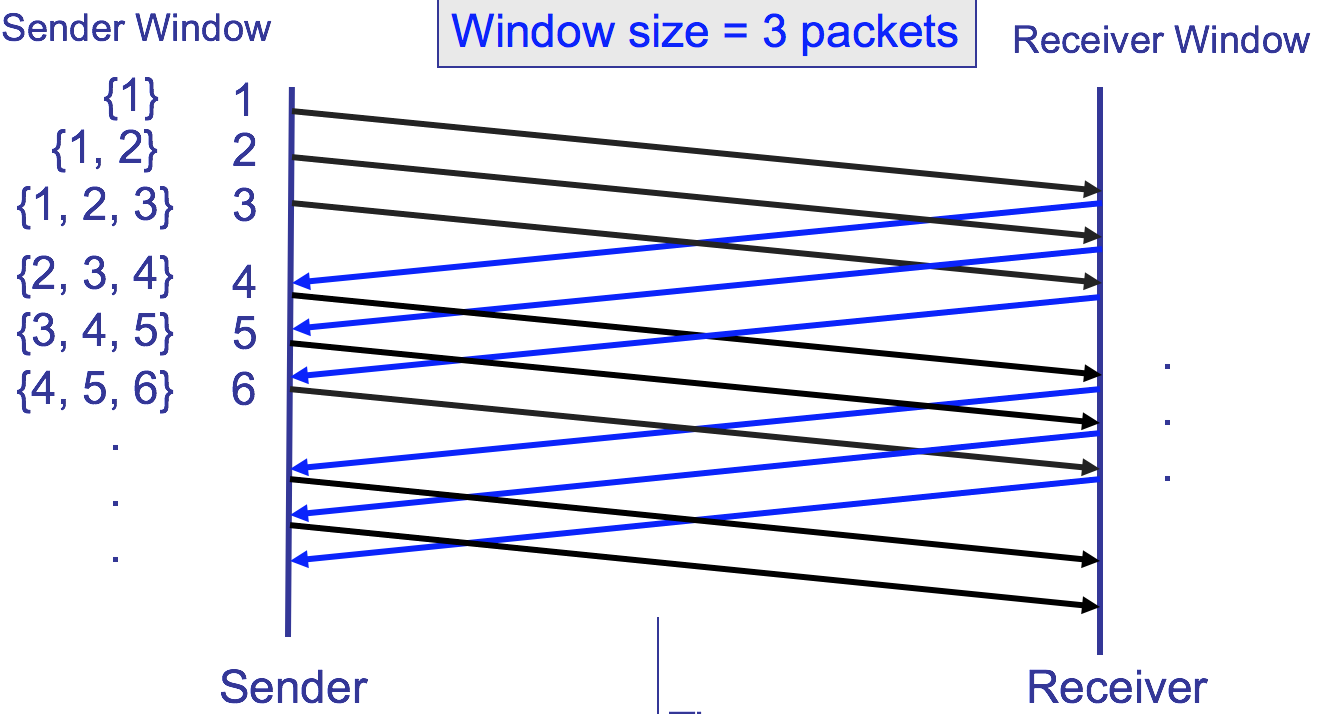 Sender Window
Window size = 3 packets
Receiver Window
{1} 1
{1, 2} 2
{1, 2, 3} 3
{2, 3, 4} 4
{3, 4, 5} 5
{4, 5, 6} 6
.
.
.
.
.
.
Sender
Receiver